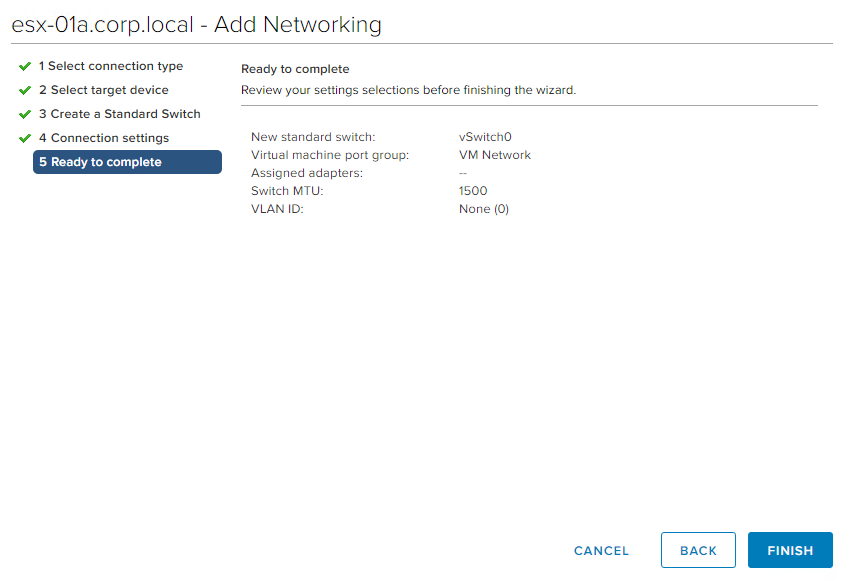 esx-01a.corp.local - Add Networking
1 Select connection type
2 Select target device
3 Create a Standard Switch
4 Connection settings
5 Ready to complete
Ready to complete
Review your settings selections before finishing the wizard.
New standard switch: vSwitch0
Virtual machine port group: VM Network
Assigned adapters: --
Switch MTU: 1500
VLAN ID: None (0)
CANCEL BACK FINISH